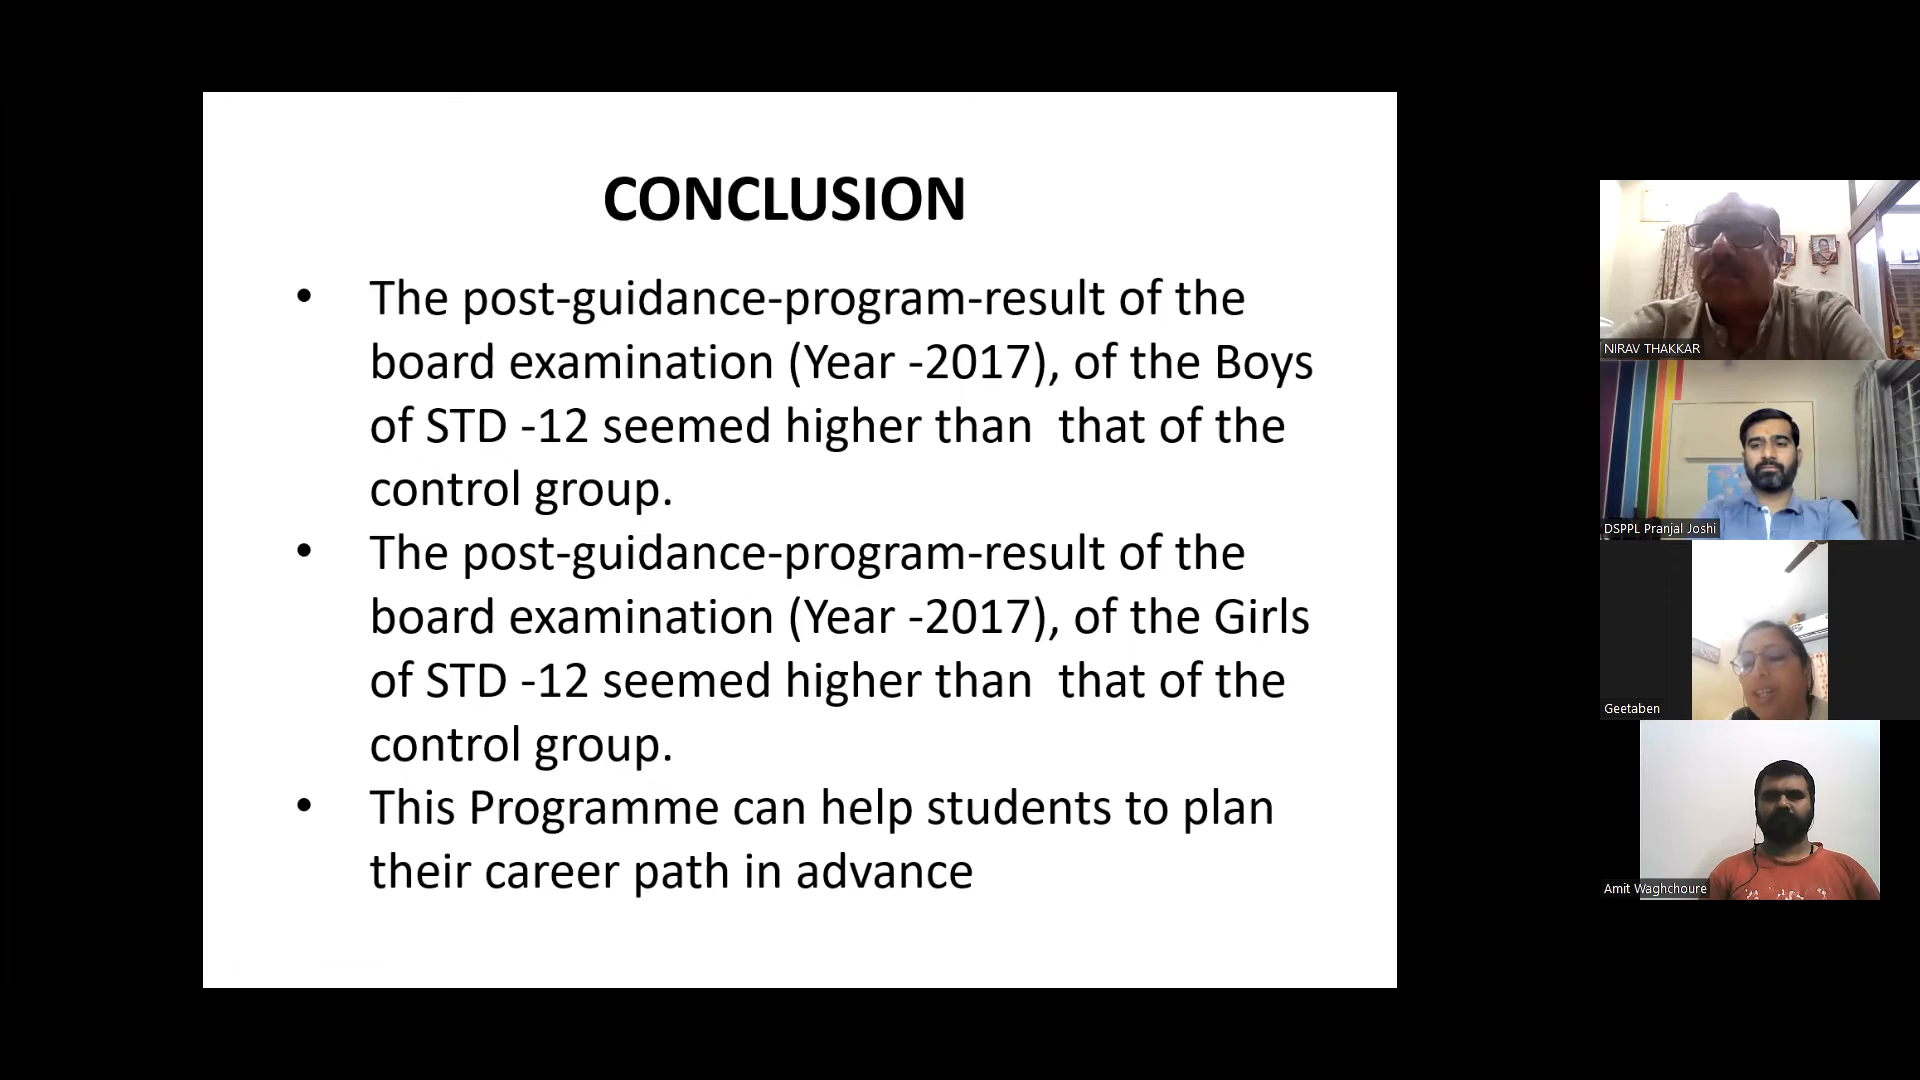 CONCLUSION
• The post-guidance-program-result of the
board examination (Year -2017), of the Boys
of STD -12 seemed higher than  that of the
control group.
• The post-guidance-program-result of the
board examination (Year -2017), of the Girls
of STD -12 seemed higher than  that of the
control group.
• This Programme can help students to plan
their career path in advance
NIRAV THAKKAR
DSPPL Pranjal Joshi
Geetaben
Amit Waghchoure